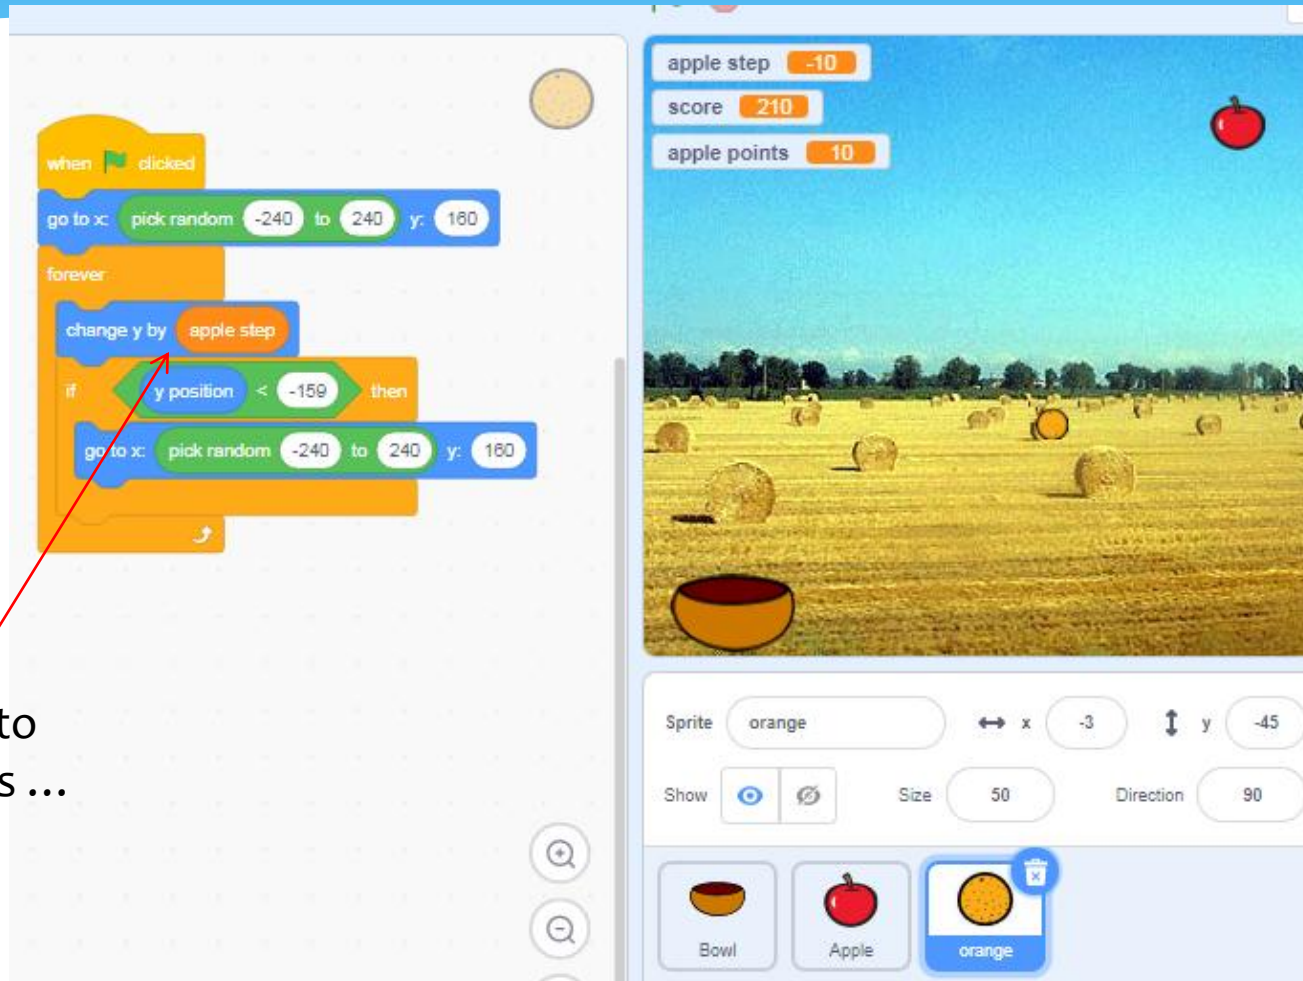 apple step -10
score 210
apple points 10
when clicked
go to x: pick random -240 to 240 y: 160
forever
change y by apple step
if y position < -159 then
go to x: pick random -240 to 240 y: 160
to
s ...
Sprite orange x -3 y -45
Show Size 50 Direction 90
Bowl Apple orange